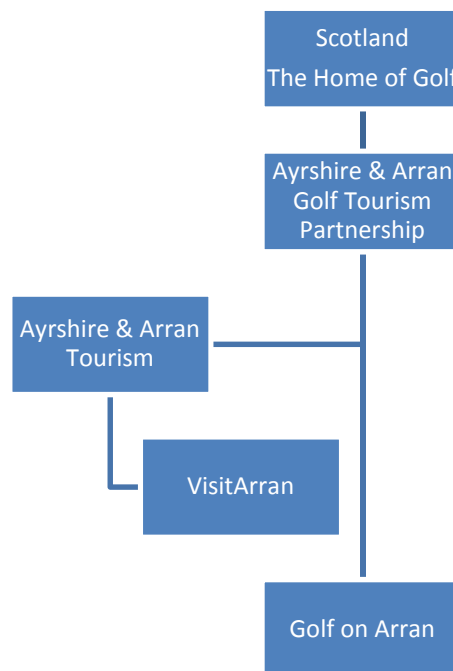 Scotland
The Home of Golf
Ayrshire & Arran
Golf Tourism
Partnership
Ayrshire & Arran
Tourism
VisitArran
Golf on Arran